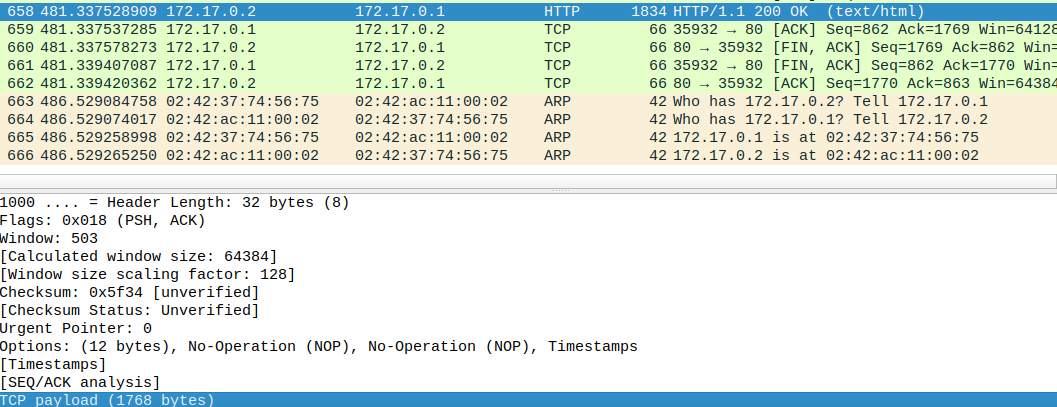 658 481.337528909 172.17.0.2 172.17.0.1 HTTP 1834 HTTP/1.1 200 OK (text/html)
659 481.337537285 172.17.0.1 172.17.0.2 TCP 66 35932 → 80 [ACK] Seq=862 Ack=1769 Win=64128
660 481.337578273 172.17.0.2 172.17.0.1 TCP 66 80 → 35932 [FIN, ACK] Seq=1769 Ack=862 Win=
661 481.339407087 172.17.0.1 172.17.0.2 TCP 66 35932 → 80 [FIN, ACK] Seq=862 Ack=1770 Win=
662 481.339420362 172.17.0.2 172.17.0.1 TCP 66 80 → 35932 [ACK] Seq=1770 Ack=863 Win=64384
663 486.529084758 02:42:37:74:56:75 02:42:ac:11:00:02 ARP 42 Who has 172.17.0.2? Tell 172.17.0.1
664 486.529074017 02:42:ac:11:00:02 02:42:37:74:56:75 ARP 42 Who has 172.17.0.1? Tell 172.17.0.2
665 486.529258998 02:42:37:74:56:75 02:42:ac:11:00:02 ARP 42 172.17.0.1 is at 02:42:37:74:56:75
666 486.529265250 02:42:ac:11:00:02 02:42:37:74:56:75 ARP 42 172.17.0.2 is at 02:42:ac:11:00:02
1000 .... = Header Length: 32 bytes (8)
Flags: 0x018 (PSH, ACK)
Window: 503
[Calculated window size: 64384]
[Window size scaling factor: 128]
Checksum: 0x5f34 [unverified]
[Checksum Status: Unverified]
Urgent Pointer: 0
Options: (12 bytes), No-Operation (NOP), No-Operation (NOP), Timestamps
[Timestamps]
[SEQ/ACK analysis]
TCP payload (1768 bytes)